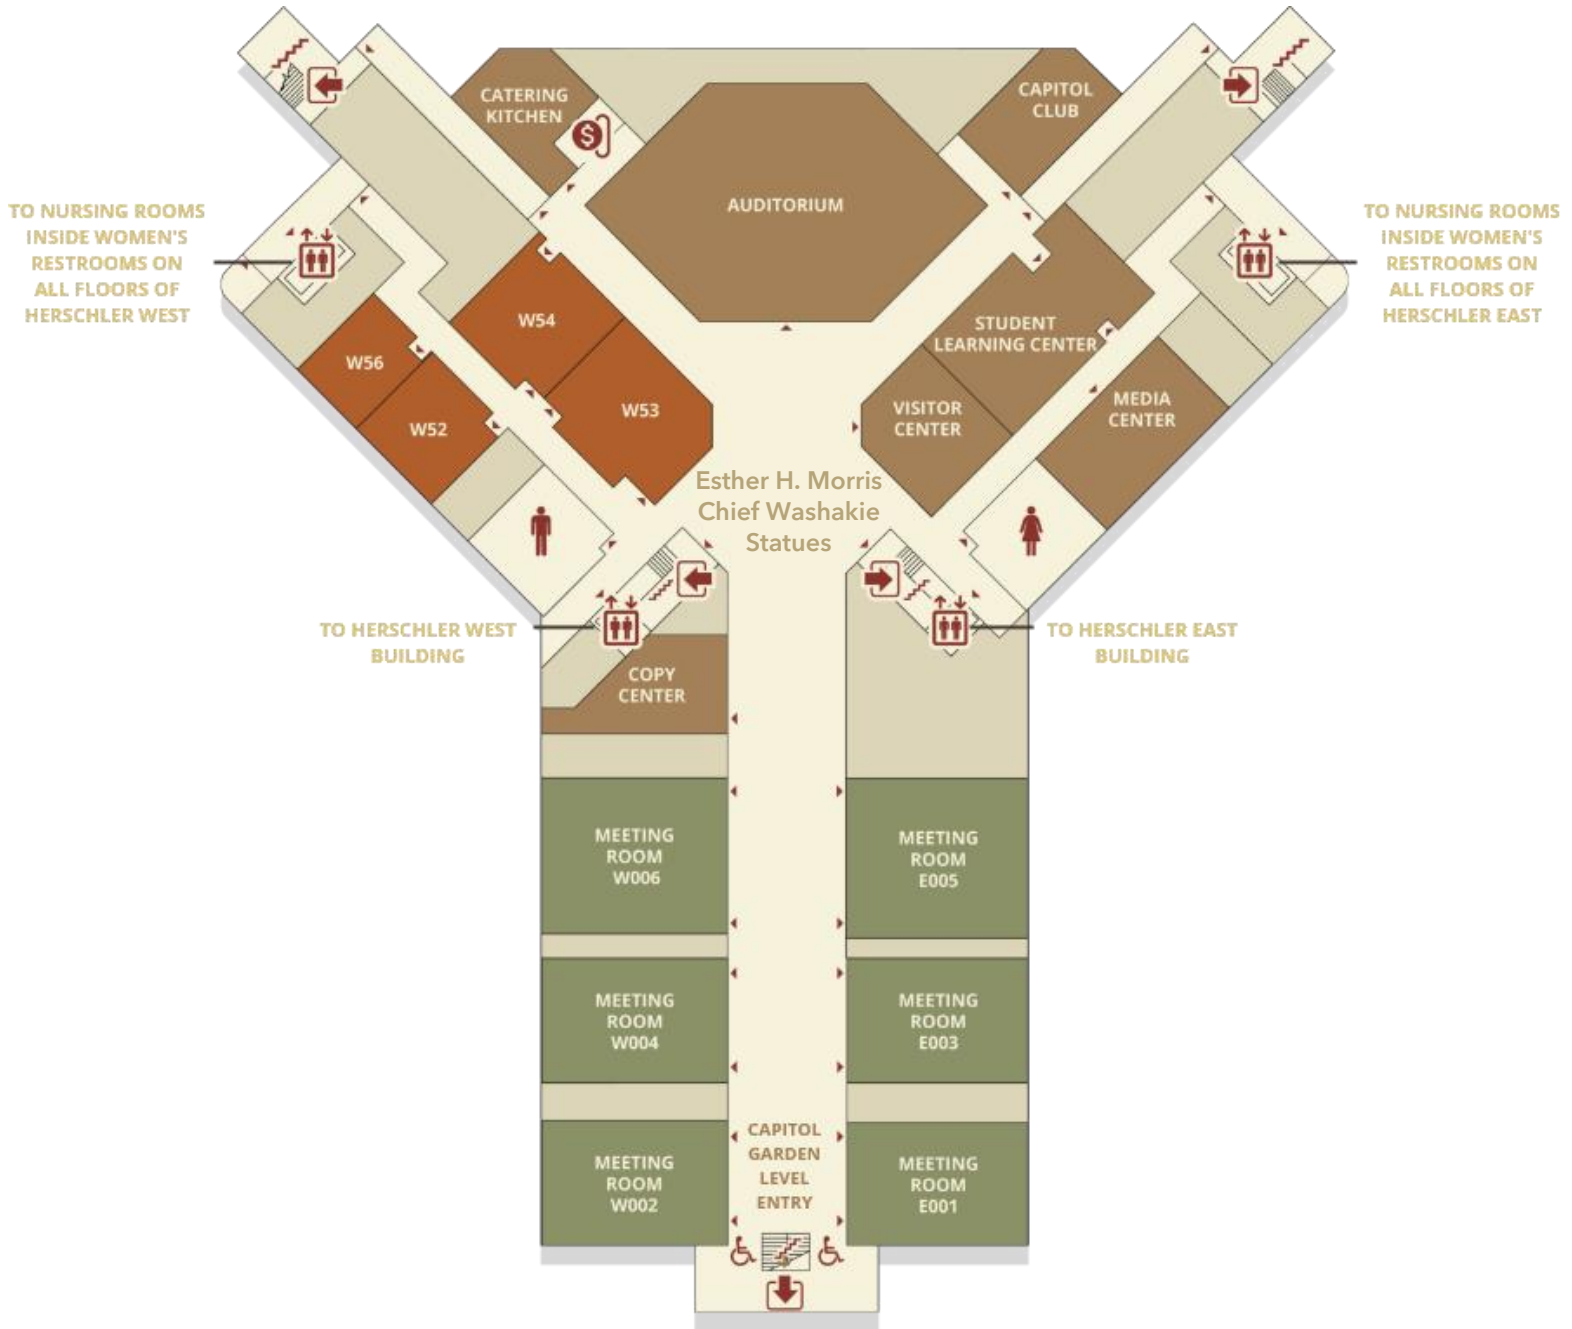 CATERING
KITCHEN
$
CAPITOL
CLUB
AUDITORIUM
TO NURSING ROOMS
INSIDE WOMEN'S
RESTROOMS ON
ALL FLOORS OF
HERSCHLER WEST
TO NURSING ROOMS
INSIDE WOMEN'S
RESTROOMS ON
ALL FLOORS OF
HERSCHLER EAST
W54
STUDENT
LEARNING CENTER
W56
W53
W52
VISITOR
CENTER
MEDIA
CENTER
Esther H. Morris
Chief Washakie
Statues
TO HERSCHLER WEST
BUILDING
TO HERSCHLER EAST
BUILDING
COPY
CENTER
MEETING
ROOM
W006
MEETING
ROOM
E005
MEETING
ROOM
W004
MEETING
ROOM
E003
CAPITOL
GARDEN
LEVEL
ENTRY
MEETING
ROOM
W002
MEETING
ROOM
E001